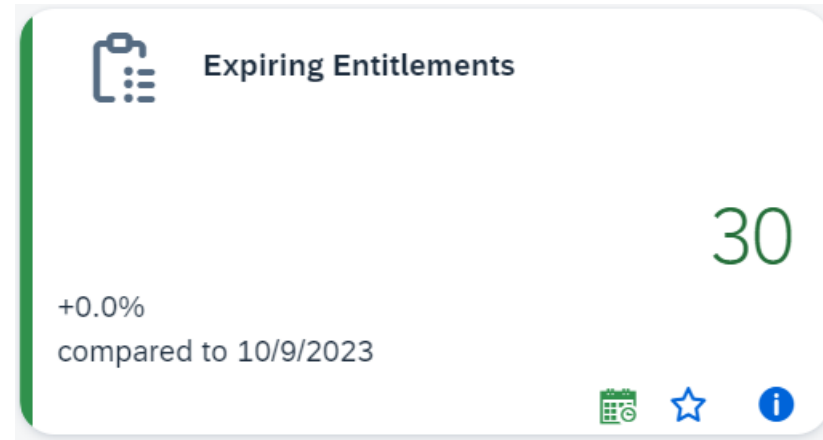 Expiring Entitlements
30
+0.0%
compared to 10/9/2023